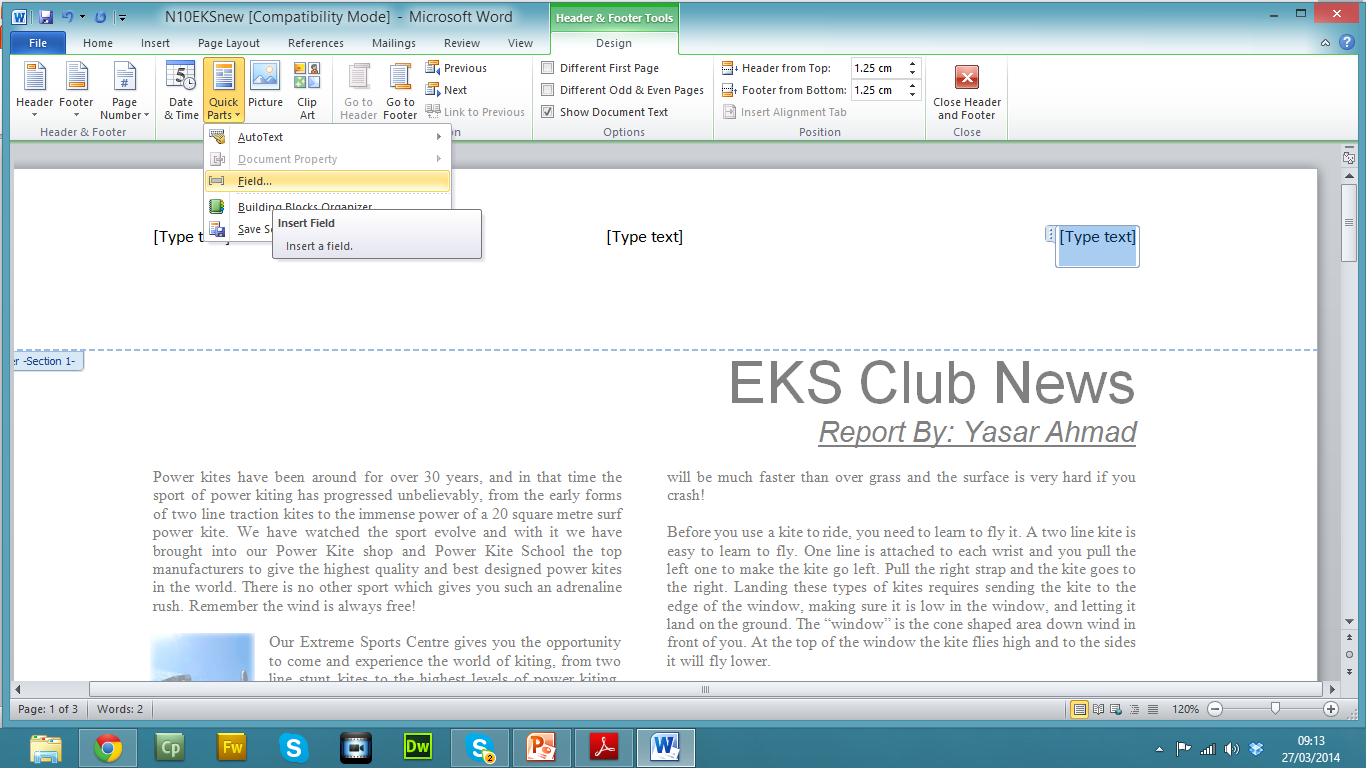 N10EKSnew [Compatibility Mode] - Microsoft Word
Header & Footer Tools
File Home Insert Page Layout References Mailings Review View Design
Header Footer Page Number
Date & Time Quick Parts Picture Clip Art
Go to Header Go to Footer
Previous
Next
Link to Previous
Different First Page
Different Odd & Even Pages
Show Document Text
Header from Top: 1.25 cm
Footer from Bottom: 1.25 cm
Insert Alignment Tab
Close Header and Footer
Header & Footer
Options Position Close
AutoText
Document Property
Field...
Building Blocks Organizer
Save S
Insert Field
Insert a field.
[Type t [Type text] [Type text]
er -Section 1-
EKS Club News
Report By: Yasar Ahmad
Power kites have been around for over 30 years, and in that time the
sport of power kiting has progressed unbelievably, from the early forms
of two line traction kites to the immense power of a 20 square metre surf
power kite. We have watched the sport evolve and with it we have
brought into our Power Kite shop and Power Kite School the top
manufacturers to give the highest quality and best designed power kites
in the world. There is no other sport which gives you such an adrenaline
rush. Remember the wind is always free!
Our Extreme Sports Centre gives you the opportunity
to come and experience the world of kiting, from two
line stunt kites to the highest levels of power kiting.
will be much faster than over grass and the surface is very hard if you
crash!
Before you use a kite to ride, you need to learn to fly it. A two line kite is
easy to learn to fly. One line is attached to each wrist and you pull the
left one to make the kite go left. Pull the right strap and the kite goes to
the right. Landing these types of kites requires sending the kite to the
edge of the window, making sure it is low in the window, and letting it
land on the ground. The “window” is the cone shaped area down wind in
front of you. At the top of the window the kite flies high and to the sides
it will fly lower.
Page: 1 of 3 Words: 2 120%
Cp Fw S Dw 2 P W
09:13
27/03/2014